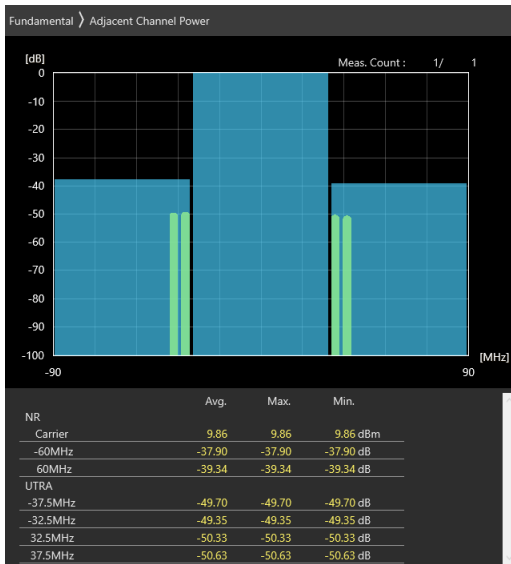 Fundamental 〉 Adjacent Channel Power
[dB]
Meas. Count : 1/ 1
0
-10
-20
-30
-40
-50
-60
-70
-80
-90
-100
[MHz]
-90 90
Avg. Max. Min.
NR
Carrier 9.86 9.86 9.86 dBm
-60MHz -37.90 -37.90 -37.90 dB
60MHz -39.34 -39.34 -39.34 dB
UTRA
-37.5MHz -49.70 -49.70 -49.70 dB
-32.5MHz -49.35 -49.35 -49.35 dB
32.5MHz -50.33 -50.33 -50.33 dB
37.5MHz -50.63 -50.63 -50.63 dB